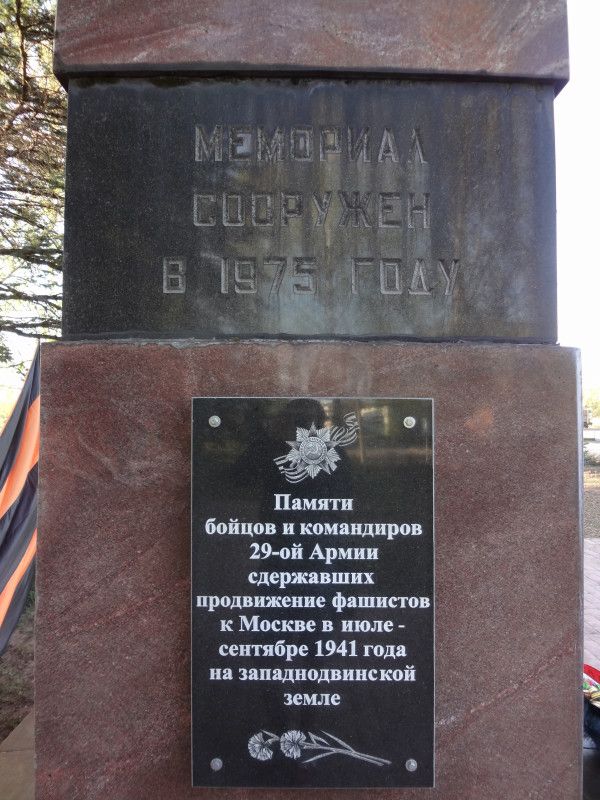 МЕМОРИАЛ
СООРУЖЕН
В 1975 ГОДУ
Памяти
бойцов и командиров
29-ой Армии
сдержавших
продвижение фашистов
к Москве в июле -
сентябре 1941 года
на западнодвинской
земле